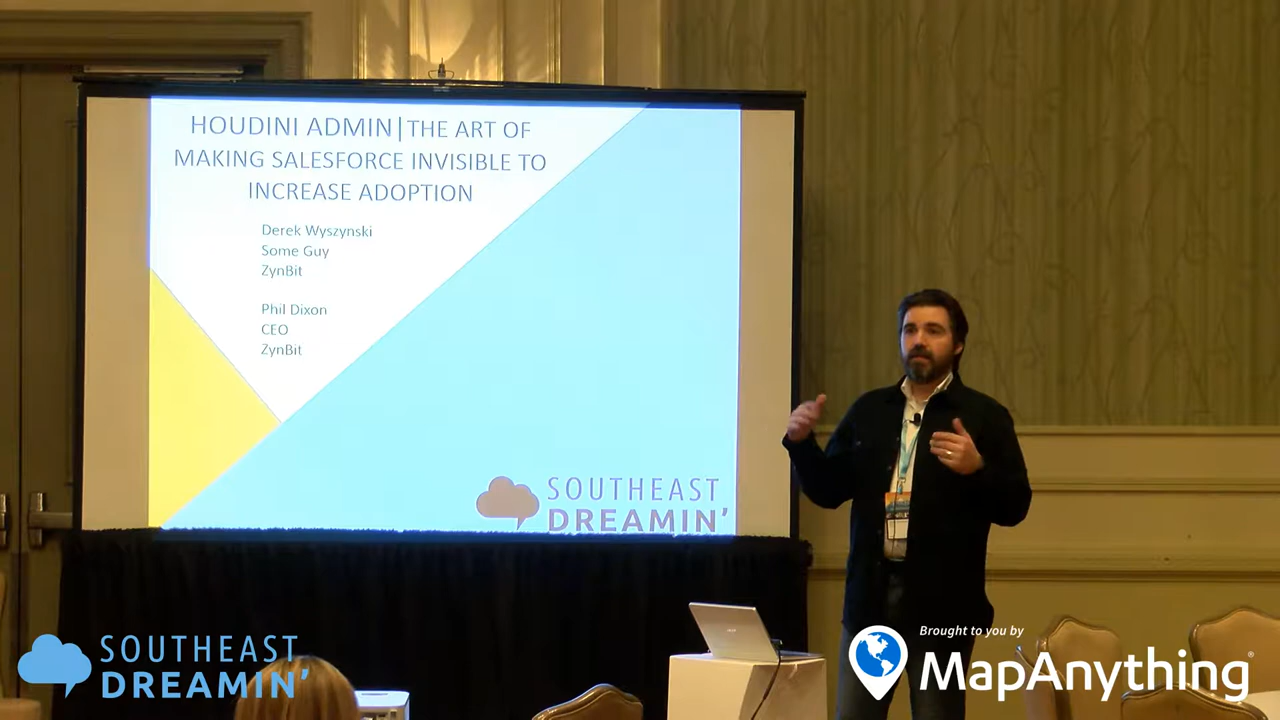 HOUDINI ADMIN|THE ART OF
MAKING SALESFORCE INVISIBLE TO
INCREASE ADOPTION
Derek Wyszynski
Some Guy
ZynBit
Phil Dixon
CEO
ZynBit
SOUTHEAST
DREAMIN'
SOUTHEAST
DREAMIN'
Brought to you by
MapAnything®